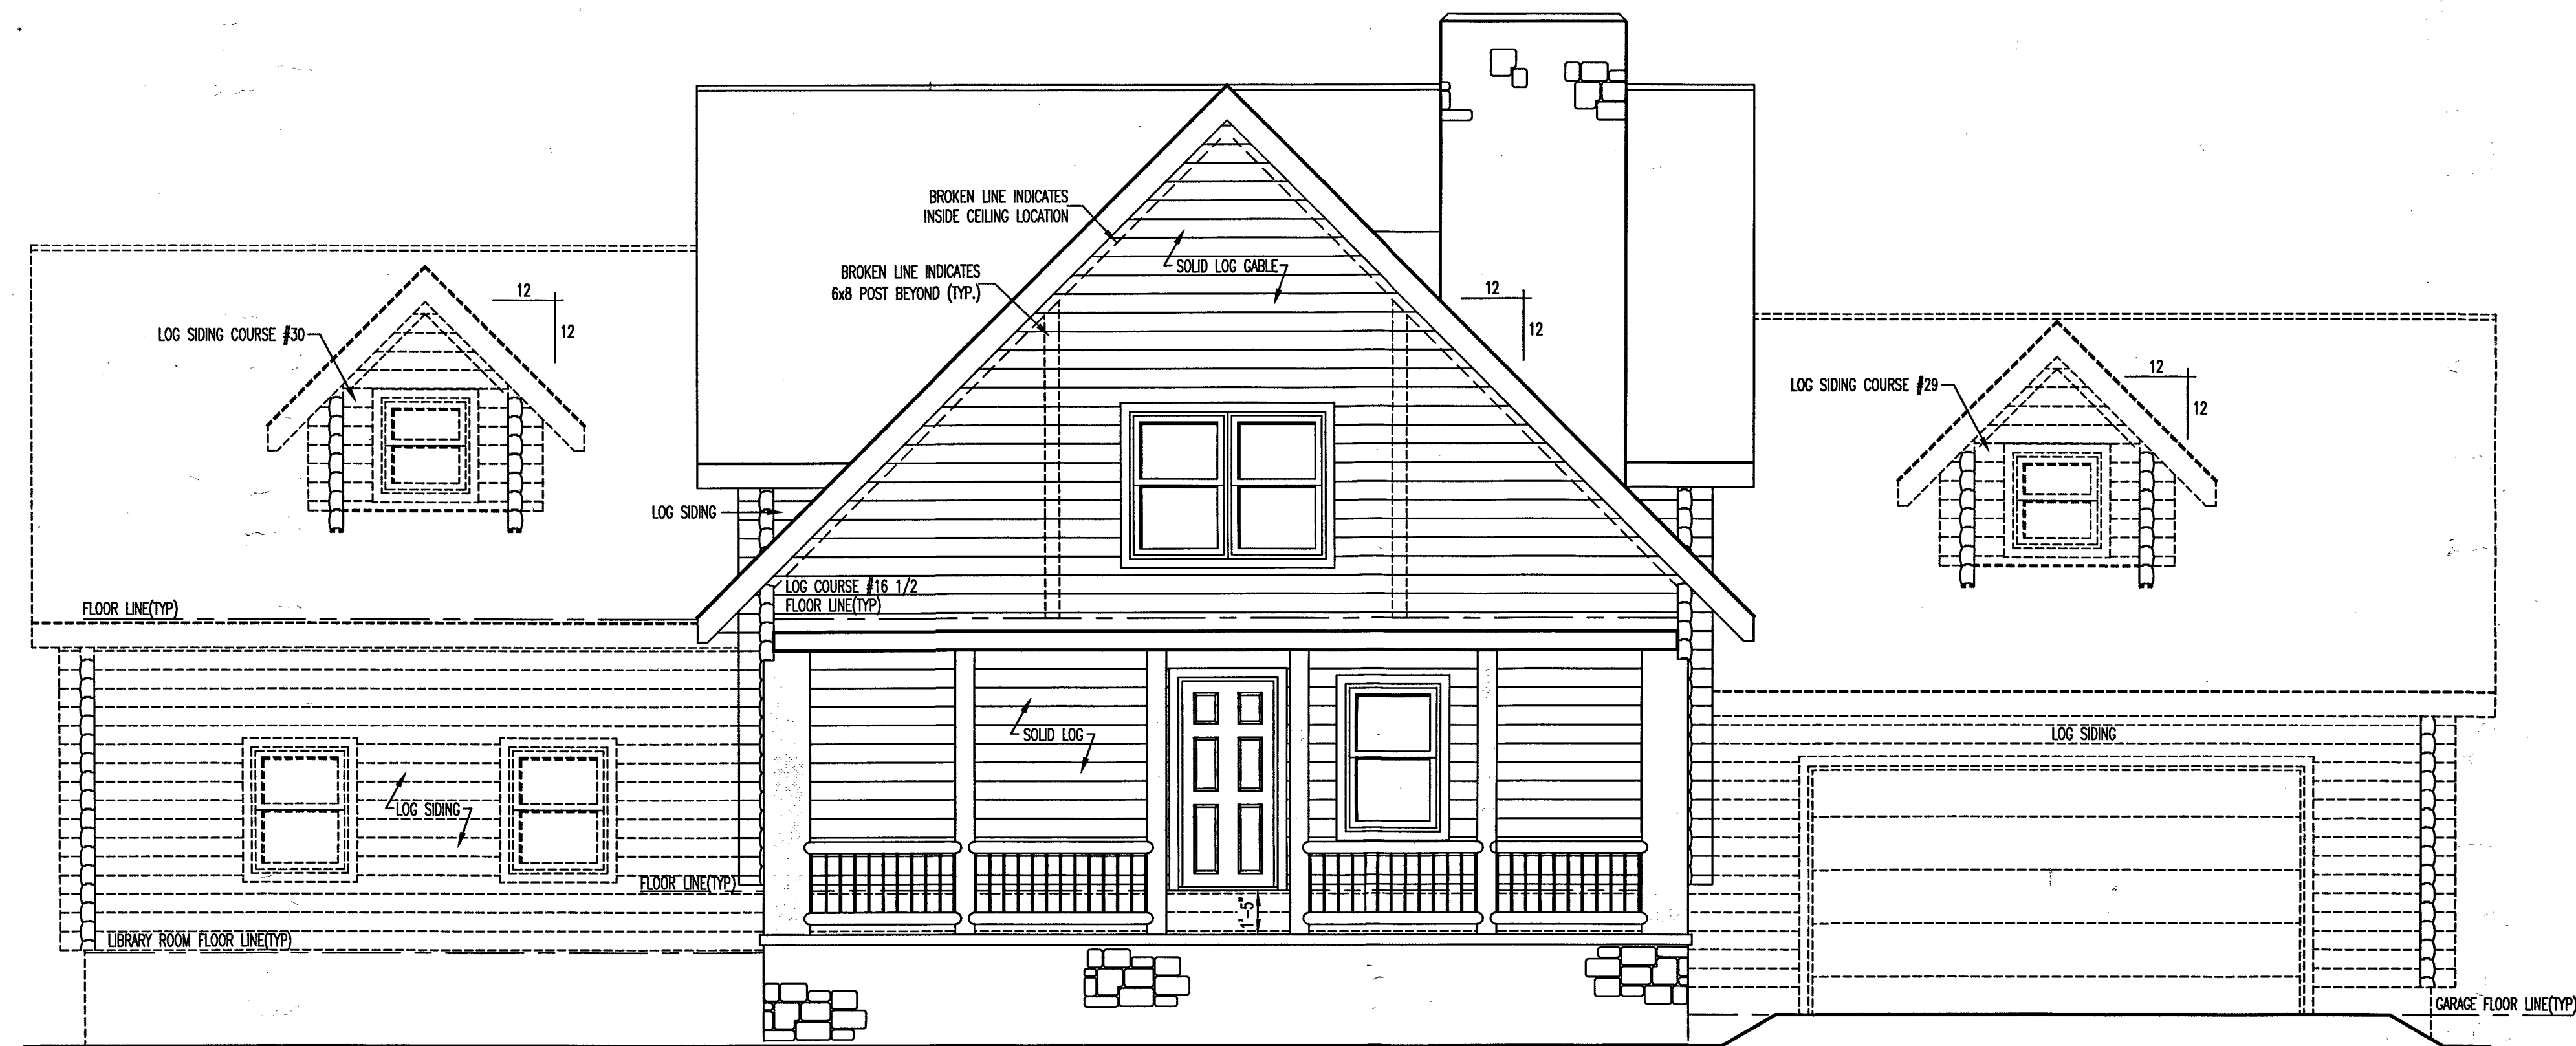 BROKEN LINE INDICATES
INSIDE CEILING LOCATION
SOLID LOG GABLE
BROKEN LINE INDICATES
6x8 POST BEYOND (TYP.)
12
12
12
12
LOG SIDING COURSE #30
LOG SIDING COURSE #29
12
12
LOG SIDING
LOG COURSE #16 1/2
FLOOR LINE(TYP)
FLOOR LINE(TYP)
SOLID LOG
LOG SIDING
LOG SIDING
FLOOR LINE(TYP)
1'-5"
LIBRARY ROOM FLOOR LINE(TYP)
GARAGE FLOOR LINE(TYP)